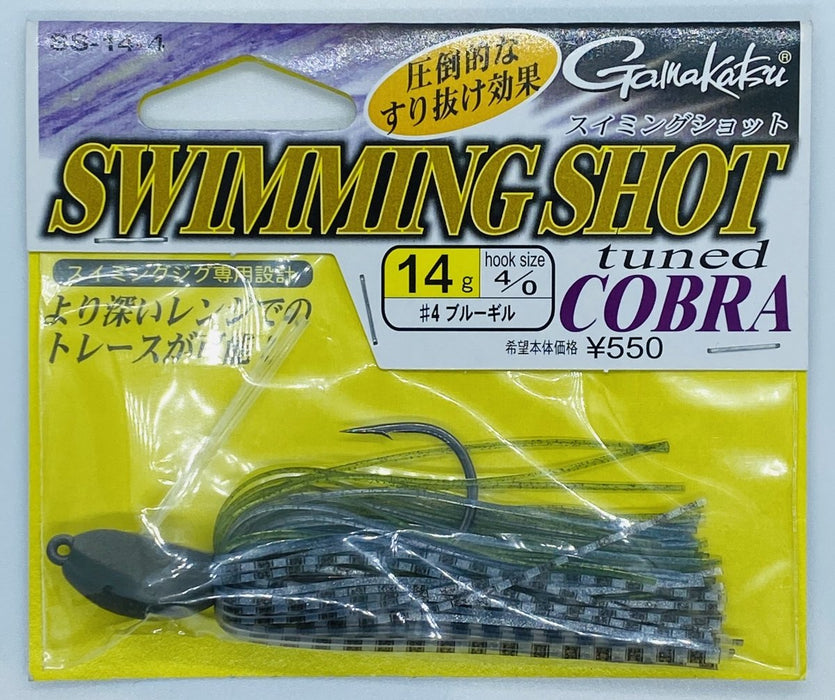 SS-14-4
圧倒的な
すり抜け効果
Gamakatsu®
スイミングショット
SWIMMING SHOT
tuned
COBRA
スイミングジグ専用設計
より深いレンジでの
トレースが可能!
14g
hook size
4/0
#4 ブルーギル
希望本体価格 ¥550